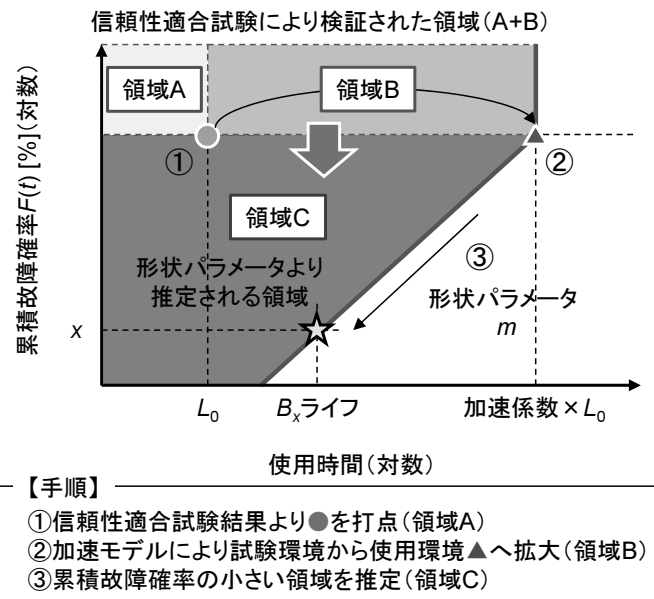 信頼性適合試験により検証された領域(A+B)
累積故障確率F(t) [%](対数)
領域A
領域B
①
②
領域C
形状パラメータより
推定される領域
③
形状パラメータ
m
x
L₀
Bₓライフ
加速係数×L₀
使用時間(対数)
【手順】
①信頼性適合試験結果より●を打点(領域A)
②加速モデルにより試験環境から使用環境▲へ拡大(領域B)
③累積故障確率の小さい領域を推定(領域C)